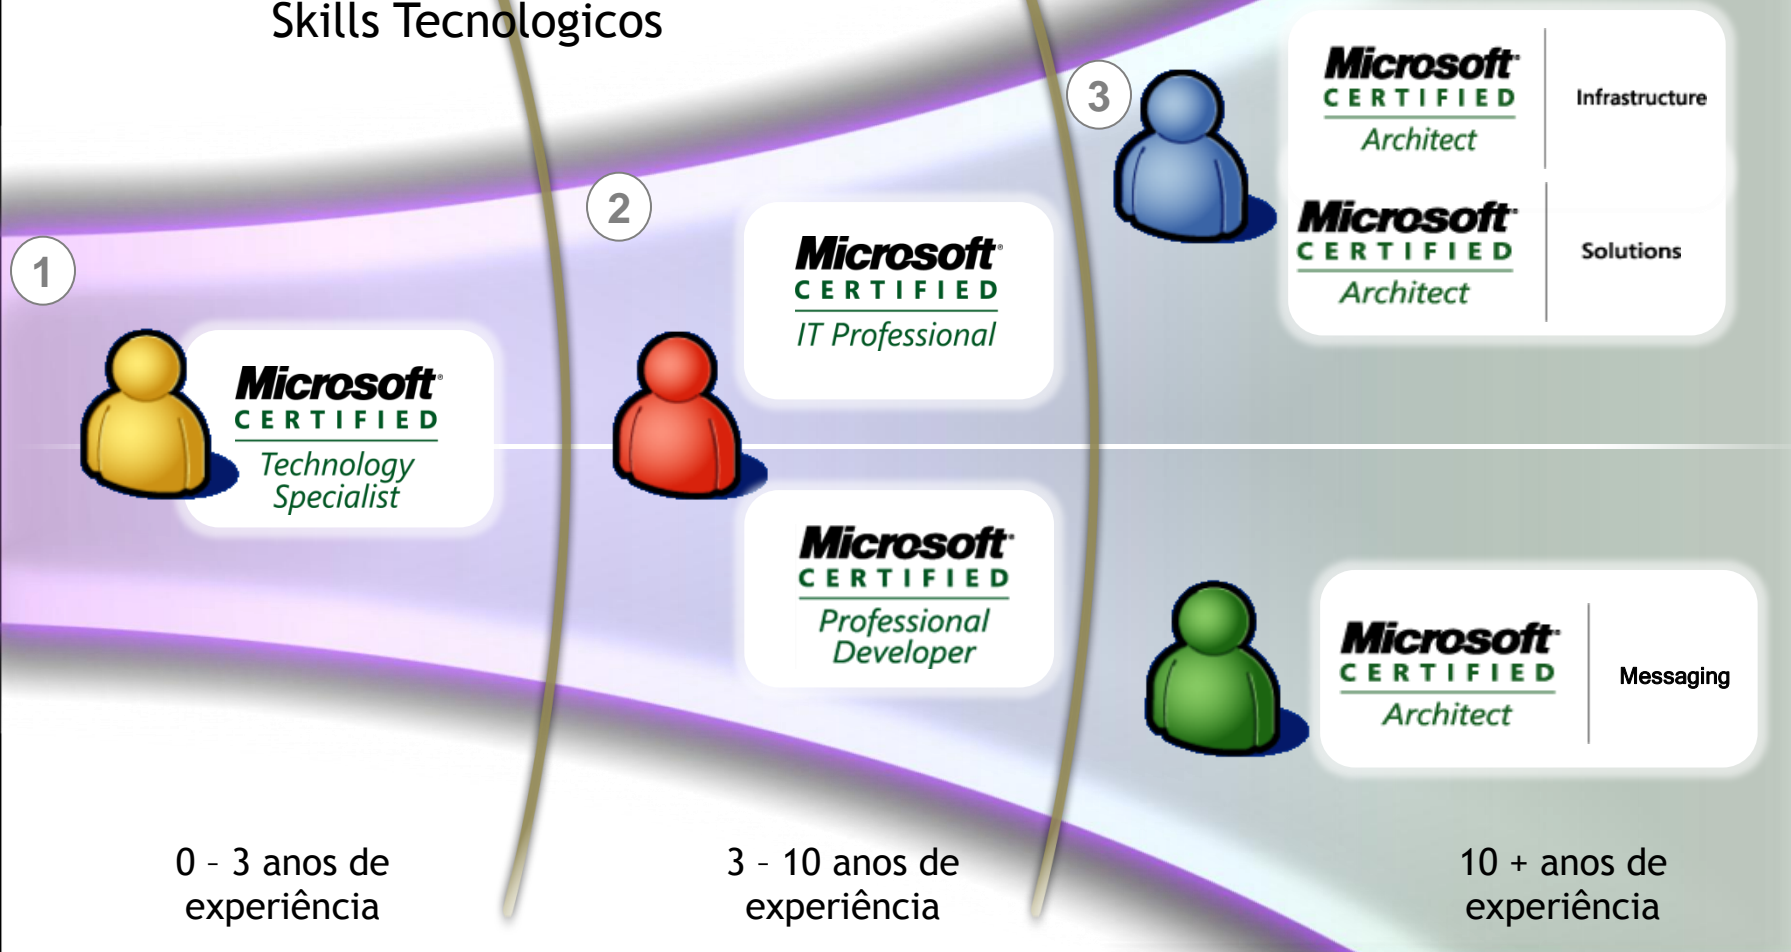 Skills Tecnologicos
1
Microsoft®
CERTIFIED
Technology
Specialist
0 – 3 anos de
experiência
2
Microsoft®
CERTIFIED
IT Professional
Microsoft®
CERTIFIED
Professional
Developer
3 – 10 anos de
experiência
3
Microsoft®
CERTIFIED
Architect
Infrastructure
Microsoft®
CERTIFIED
Architect
Solutions
Microsoft®
CERTIFIED
Architect
Messaging
10 + anos de
experiência